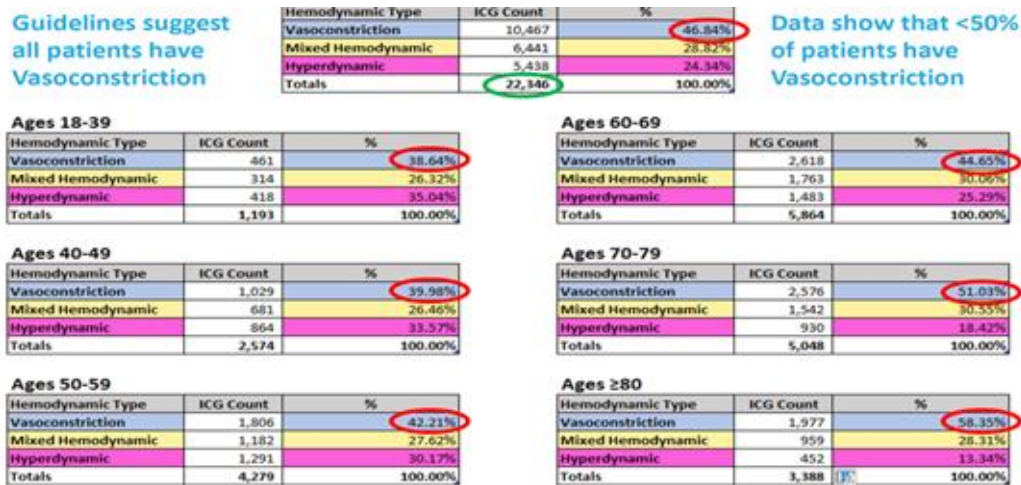 Guidelines suggest
all patients have
Vasoconstriction
Hemodynamic Type ICG Count %
Vasoconstriction 10,467 46.84%
Mixed Hemodynamic 6,441 28.82%
Hyperdynamic 5,438 24.34%
Totals 22,346 100.00%
Data show that <50%
of patients have
Vasoconstriction
Ages 18-39
Hemodynamic Type ICG Count %
Vasoconstriction 461 38.64%
Mixed Hemodynamic 314 26.32%
Hyperdynamic 418 35.04%
Totals 1,193 100.00%
Ages 60-69
Hemodynamic Type ICG Count %
Vasoconstriction 2,618 44.65%
Mixed Hemodynamic 1,763 30.06%
Hyperdynamic 1,483 25.29%
Totals 5,864 100.00%
Ages 40-49
Hemodynamic Type ICG Count %
Vasoconstriction 1,029 39.98%
Mixed Hemodynamic 681 26.46%
Hyperdynamic 864 33.57%
Totals 2,574 100.00%
Ages 70-79
Hemodynamic Type ICG Count %
Vasoconstriction 2,576 51.03%
Mixed Hemodynamic 1,542 30.55%
Hyperdynamic 930 18.42%
Totals 5,048 100.00%
Ages 50-59
Hemodynamic Type ICG Count %
Vasoconstriction 1,806 42.21%
Mixed Hemodynamic 1,182 27.62%
Hyperdynamic 1,291 30.17%
Totals 4,279 100.00%
Ages ≥80
Hemodynamic Type ICG Count %
Vasoconstriction 1,977 58.35%
Mixed Hemodynamic 959 28.31%
Hyperdynamic 452 13.34%
Totals 3,388 100.00%